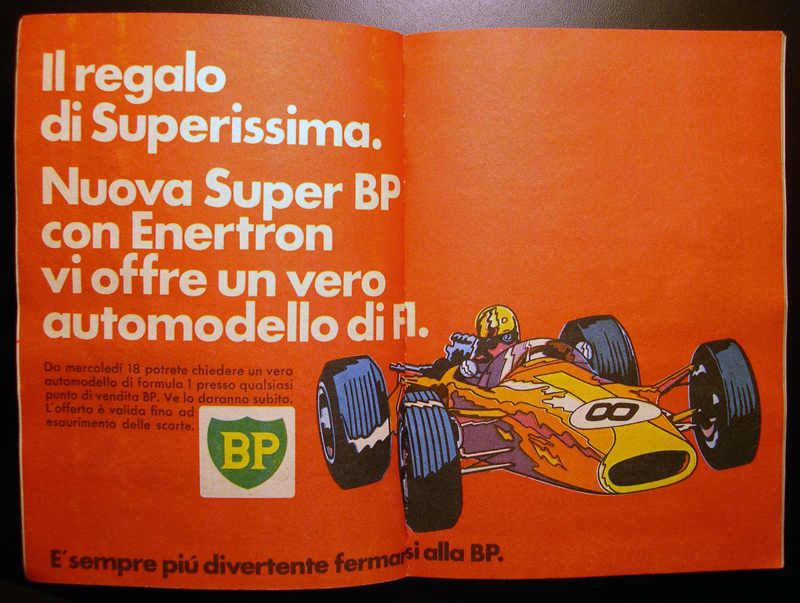 Il regalo
di Superissima.
Nuova Super BP
con Enertron
vi offre un vero
automodello di F1.
Da mercoledí 18 potrete chiedere un vero
automodello di formula 1 presso qualsiasi
punto di vendita BP. Ve lo daranno subito.
L'offerta è valida fino ad
esaurimento delle scorte.
BP
8
E' sempre piú divertente fermarsi alla BP.